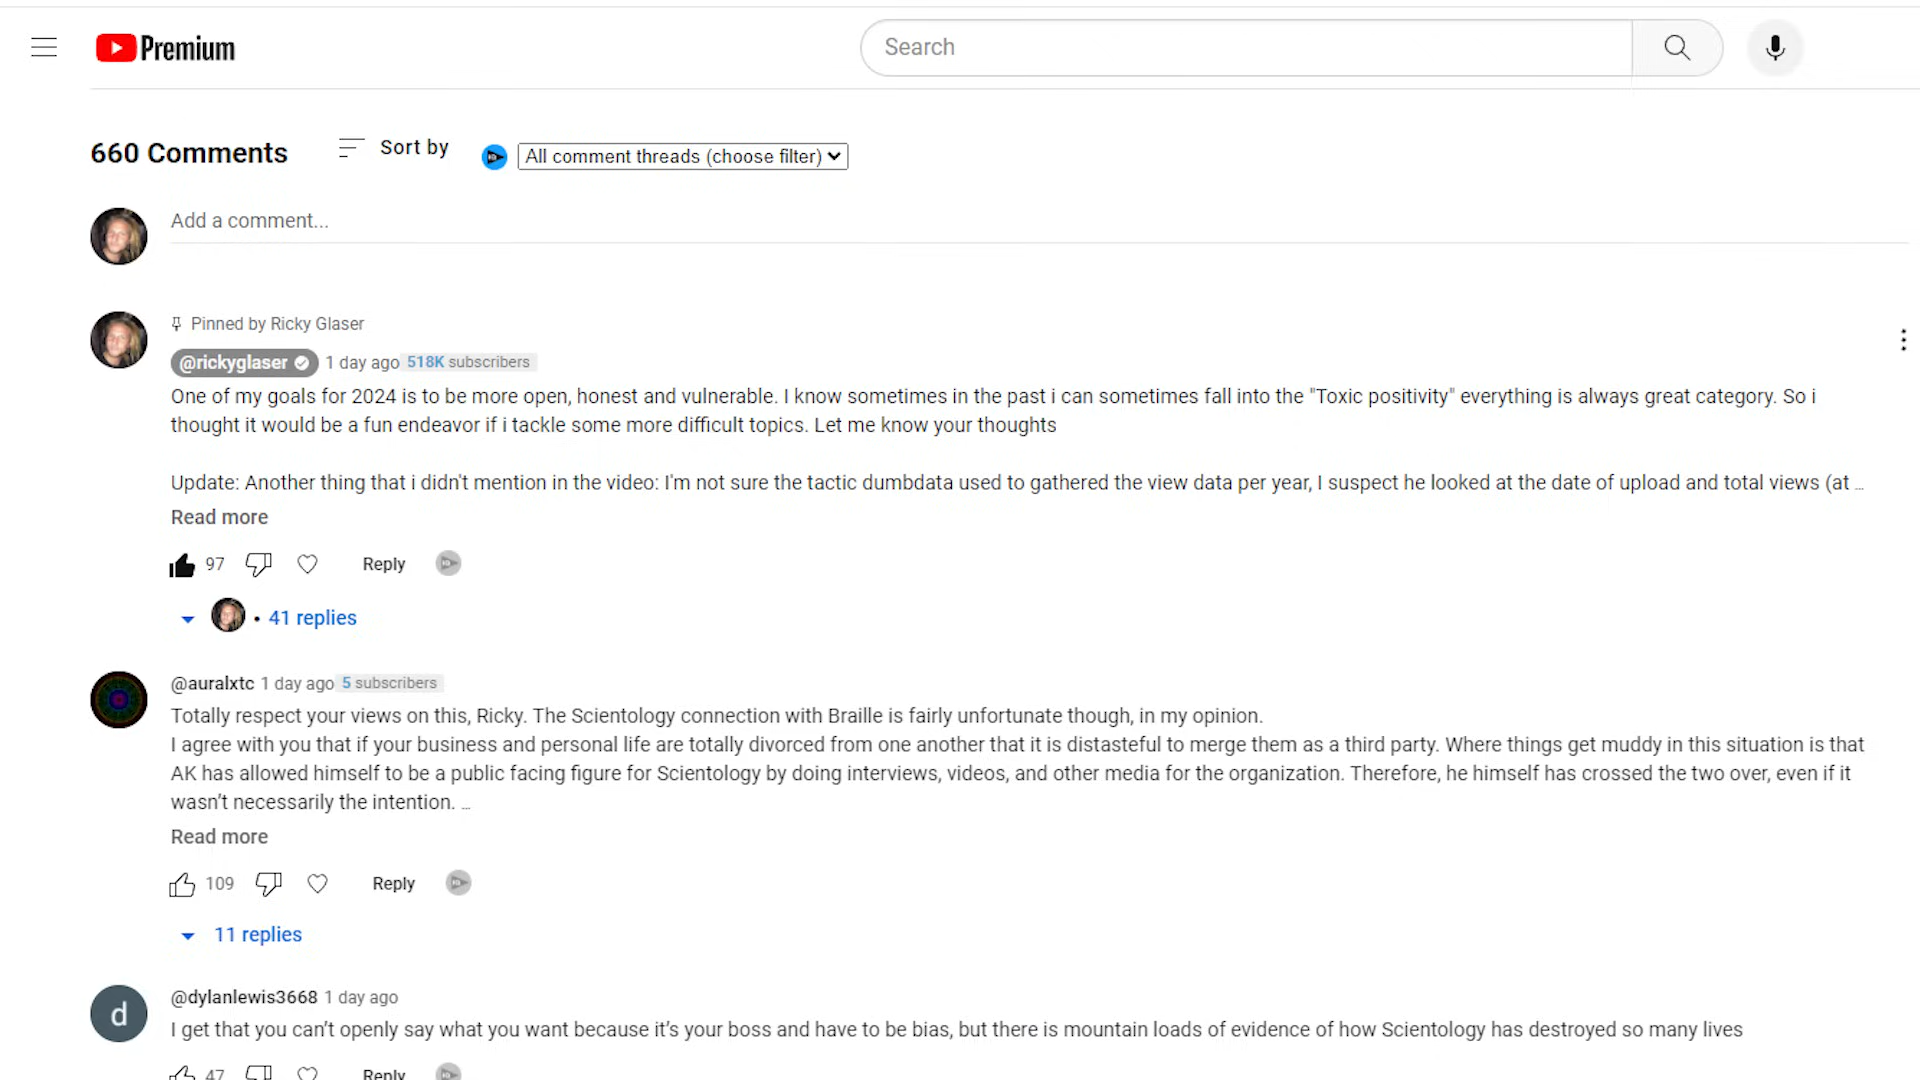 Premium
Search
660 Comments
Sort by
All comment threads (choose filter)
Add a comment...
Pinned by Ricky Glaser
@rickyglaser 1 day ago 518K subscribers
One of my goals for 2024 is to be more open, honest and vulnerable. I know sometimes in the past i can sometimes fall into the "Toxic positivity" everything is always great category. So i
thought it would be a fun endeavor if i tackle some more difficult topics. Let me know your thoughts
Update: Another thing that i didn't mention in the video: I'm not sure the tactic dumbdata used to gathered the view data per year, I suspect he looked at the date of upload and total views (at ...
Read more
97 Reply
• 41 replies
@auralxtc 1 day ago 5 subscribers
Totally respect your views on this, Ricky. The Scientology connection with Braille is fairly unfortunate though, in my opinion.
I agree with you that if your business and personal life are totally divorced from one another that it is distasteful to merge them as a third party. Where things get muddy in this situation is that
AK has allowed himself to be a public facing figure for Scientology by doing interviews, videos, and other media for the organization. Therefore, he himself has crossed the two over, even if it
wasn't necessarily the intention. ...
Read more
109 Reply
11 replies
d
@dylanlewis3668 1 day ago
I get that you can't openly say what you want because it's your boss and have to be bias, but there is mountain loads of evidence of how Scientology has destroyed so many lives
47 Reply